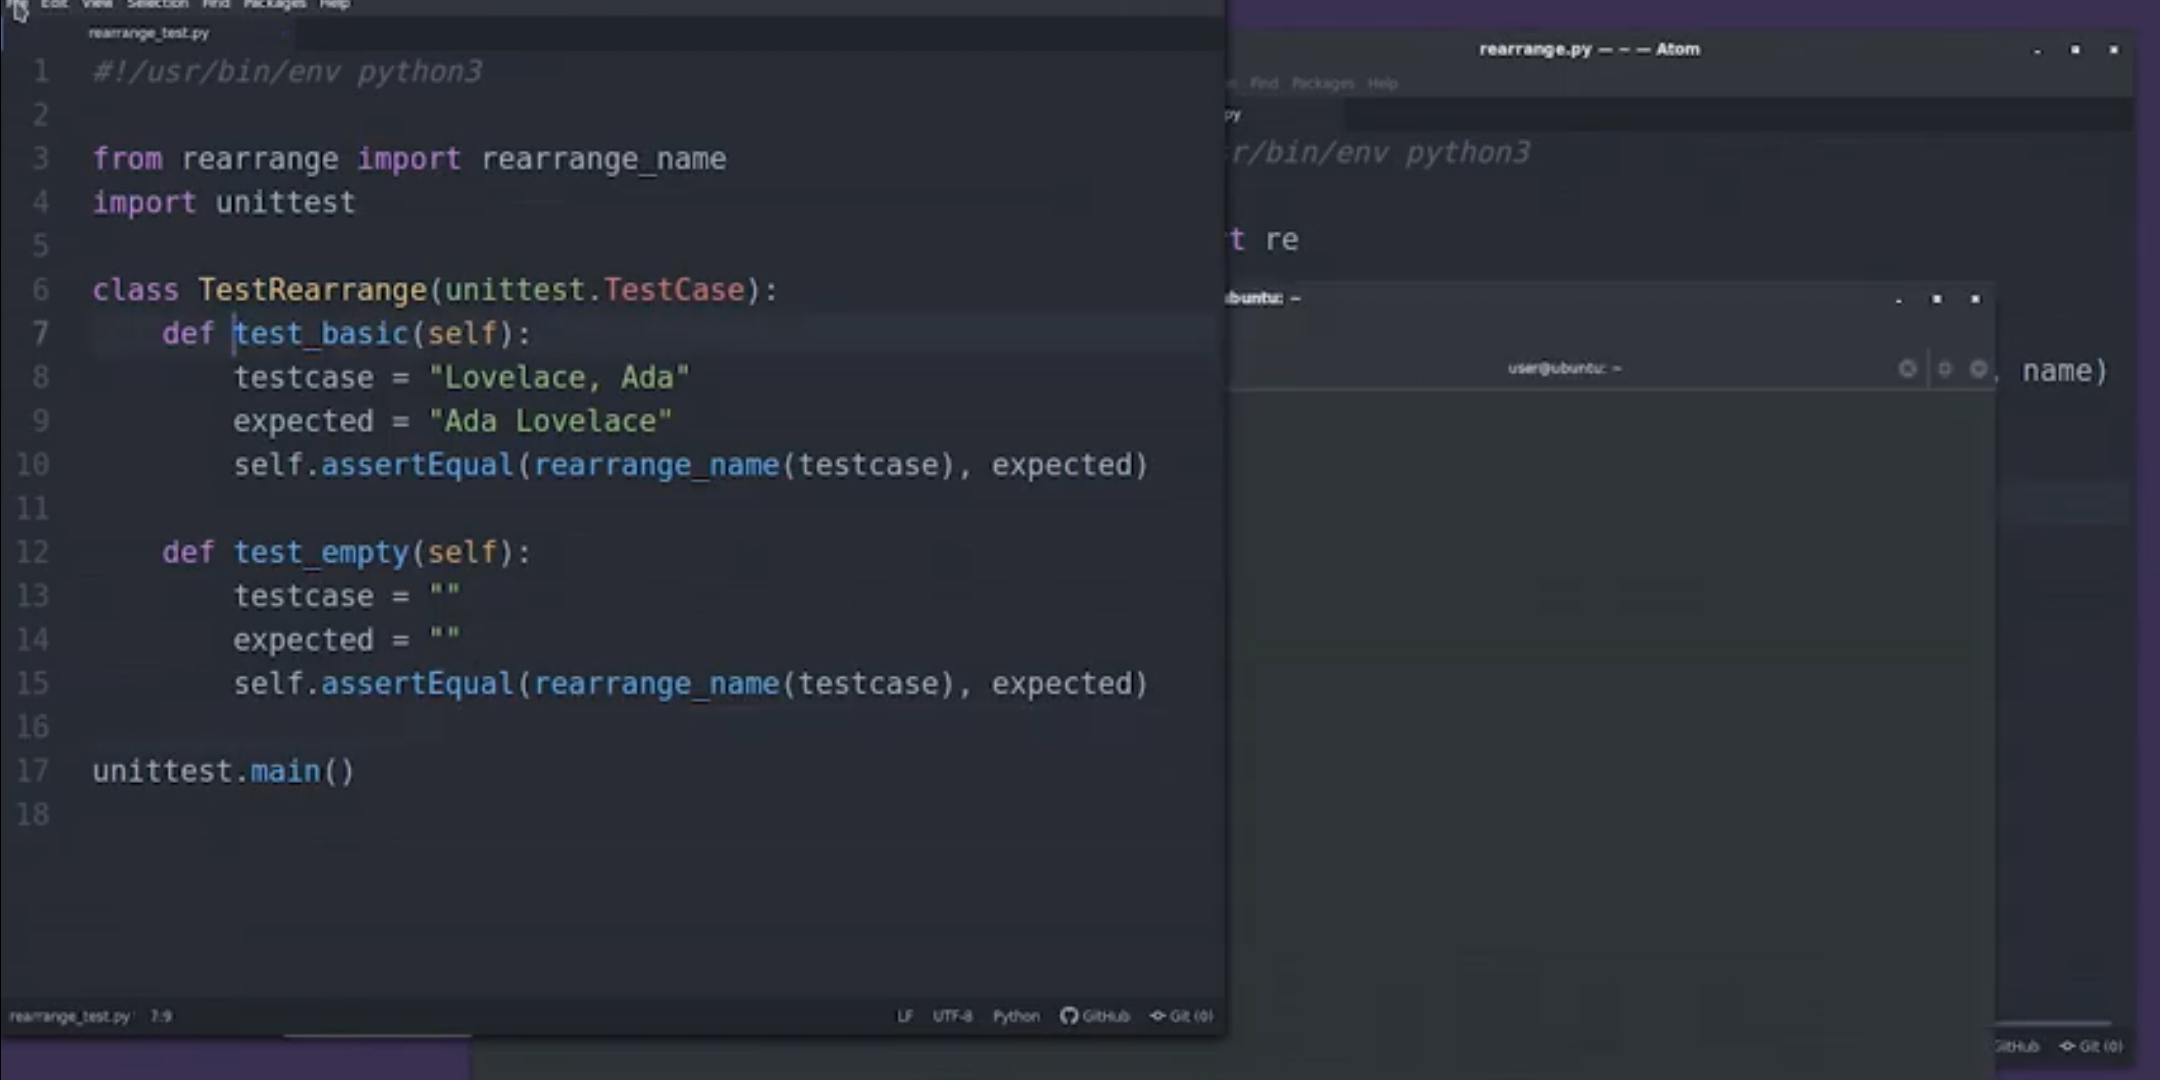 File Edit View Selection Find Packages Help
rearrange_test.py
1 #!/usr/bin/env python3
2
3 from rearrange import rearrange_name
4 import unittest
5
6 class TestRearrange(unittest.TestCase):
7     def test_basic(self):
8         testcase = "Lovelace, Ada"
9         expected = "Ada Lovelace"
10         self.assertEqual(rearrange_name(testcase), expected)
11
12     def test_empty(self):
13         testcase = ""
14         expected = ""
15         self.assertEqual(rearrange_name(testcase), expected)
16
17 unittest.main()
18
rearrange_test.py 7:9 LF UTF-8 Python GitHub Git (0)
rearrange.py — ~ — Atom
Find Packages Help
py
r/bin/env python3
t re
buntu: ~
user@ubuntu: ~
, name)
GitHub Git (0)